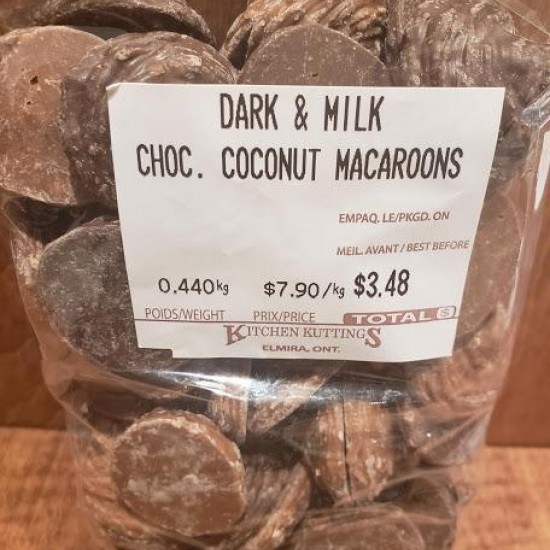 DARK & MILK
CHOC. COCONUT MACAROONS
EMPAQ. LE/PKGD. ON
MEIL. AVANT / BEST BEFORE
0.440kg $7.90/kg $3.48
POIDS/WEIGHT PRIX/PRICE TOTAL $
KITCHEN KUTTINGS
ELMIRA, ONT.